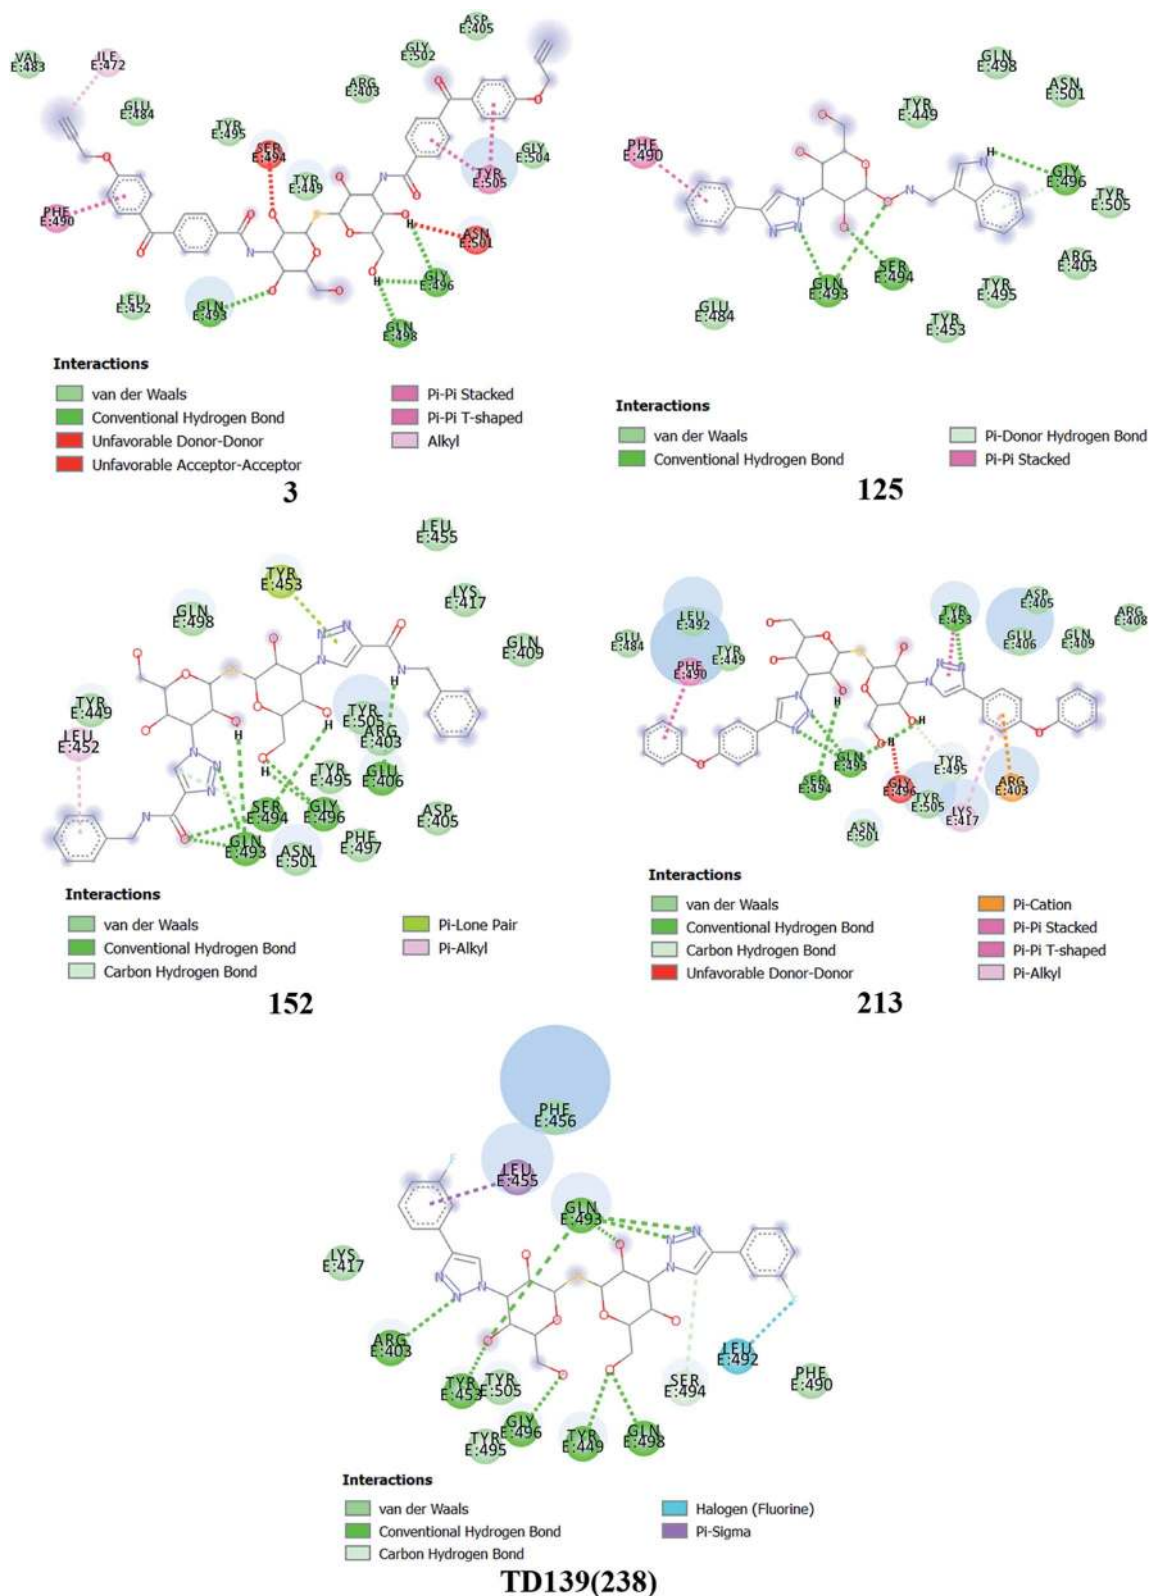 VAL
E:483
ILE
E:472
GLU
E:484
TYR
E:495
SER
E:494
TYR
E:449
ARG
E:403
GLY
E:502
ASP
E:405
GLY
E:504
TYR
E:505
PHE
E:490
ASN
E:501
GLY
E:496
LEU
E:452
GLN
E:493
GLN
E:498
O
O
O
N
H
O
O
O
S
O
O
O
H
O
H
O
N
H
O
O
O
Interactions
van der Waals
Conventional Hydrogen Bond
Unfavorable Donor-Donor
Unfavorable Acceptor-Acceptor
Pi-Pi Stacked
Pi-Pi T-shaped
Alkyl
3
GLN
E:498
ASN
E:501
TYR
E:449
PHE
E:490
GLY
E:496
TYR
E:505
ARG
E:403
SER
E:494
GLN
E:493
TYR
E:495
TYR
E:453
GLU
E:484
Interactions
van der Waals
Conventional Hydrogen Bond
Pi-Donor Hydrogen Bond
Pi-Pi Stacked
125
LEU
E:455
TYR
E:453
LYS
E:417
GLN
E:498
GLN
E:409
TYR
E:449
TYR
E:505
LEU
E:452
ARG
E:403
TYR
E:495
GLU
E:406
SER
E:494
GLY
E:496
ASP
E:405
GLN
E:493
ASN
E:501
PHE
E:497
Interactions
van der Waals
Conventional Hydrogen Bond
Carbon Hydrogen Bond
Pi-Lone Pair
Pi-Alkyl
152
LEU
E:492
TYR
E:453
ASP
E:405
ARG
E:408
GLU
E:484
TYR
E:449
GLU
E:406
GLN
E:409
PHE
E:490
GLN
E:493
TYR
E:495
SER
E:494
GLY
E:496
ARG
E:403
TYR
E:505
LYS
E:417
ASN
E:501
Interactions
van der Waals
Conventional Hydrogen Bond
Carbon Hydrogen Bond
Unfavorable Donor-Donor
Pi-Cation
Pi-Pi Stacked
Pi-Pi T-shaped
Pi-Alkyl
213
PHE
E:456
LEU
E:455
GLN
E:493
LYS
E:417
ARG
E:403
LEU
E:492
TYR
E:453
TYR
E:505
SER
E:494
PHE
E:490
GLY
E:496
TYR
E:495
TYR
E:449
GLN
E:498
Interactions
van der Waals
Conventional Hydrogen Bond
Carbon Hydrogen Bond
Halogen (Fluorine)
Pi-Sigma
TD139(238)